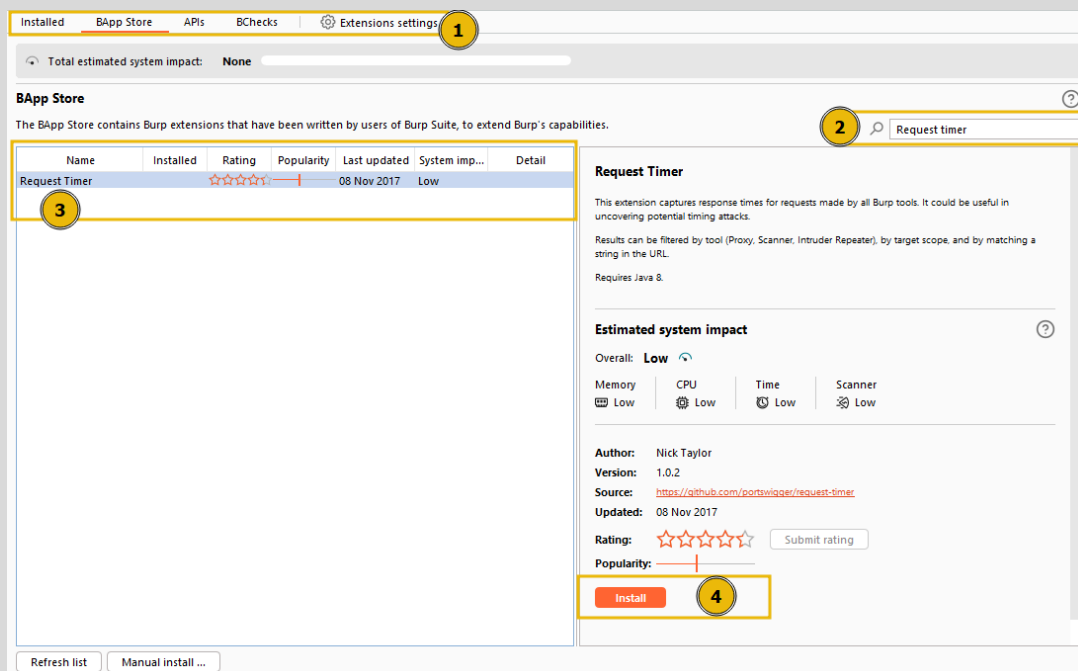 Installed BApp Store APIs BChecks Extensions settings
1
Total estimated system impact: None
BApp Store
The BApp Store contains Burp extensions that have been written by users of Burp Suite, to extend Burp's capabilities.
2 Request timer
Name Installed Rating Popularity Last updated System imp... Detail
Request Timer 08 Nov 2017 Low
3
Request Timer
This extension captures response times for requests made by all Burp tools. It could be useful in
uncovering potential timing attacks.
Results can be filtered by tool (Proxy, Scanner, Intruder Repeater), by target scope, and by matching a
string in the URL.
Requires Java 8.
Estimated system impact
Overall: Low
Memory CPU Time Scanner
Low Low Low Low
Author: Nick Taylor
Version: 1.0.2
Source: https://github.com/portswigger/request-timer
Updated: 08 Nov 2017
Rating: Submit rating
Popularity:
Install 4
Refresh list Manual install ...